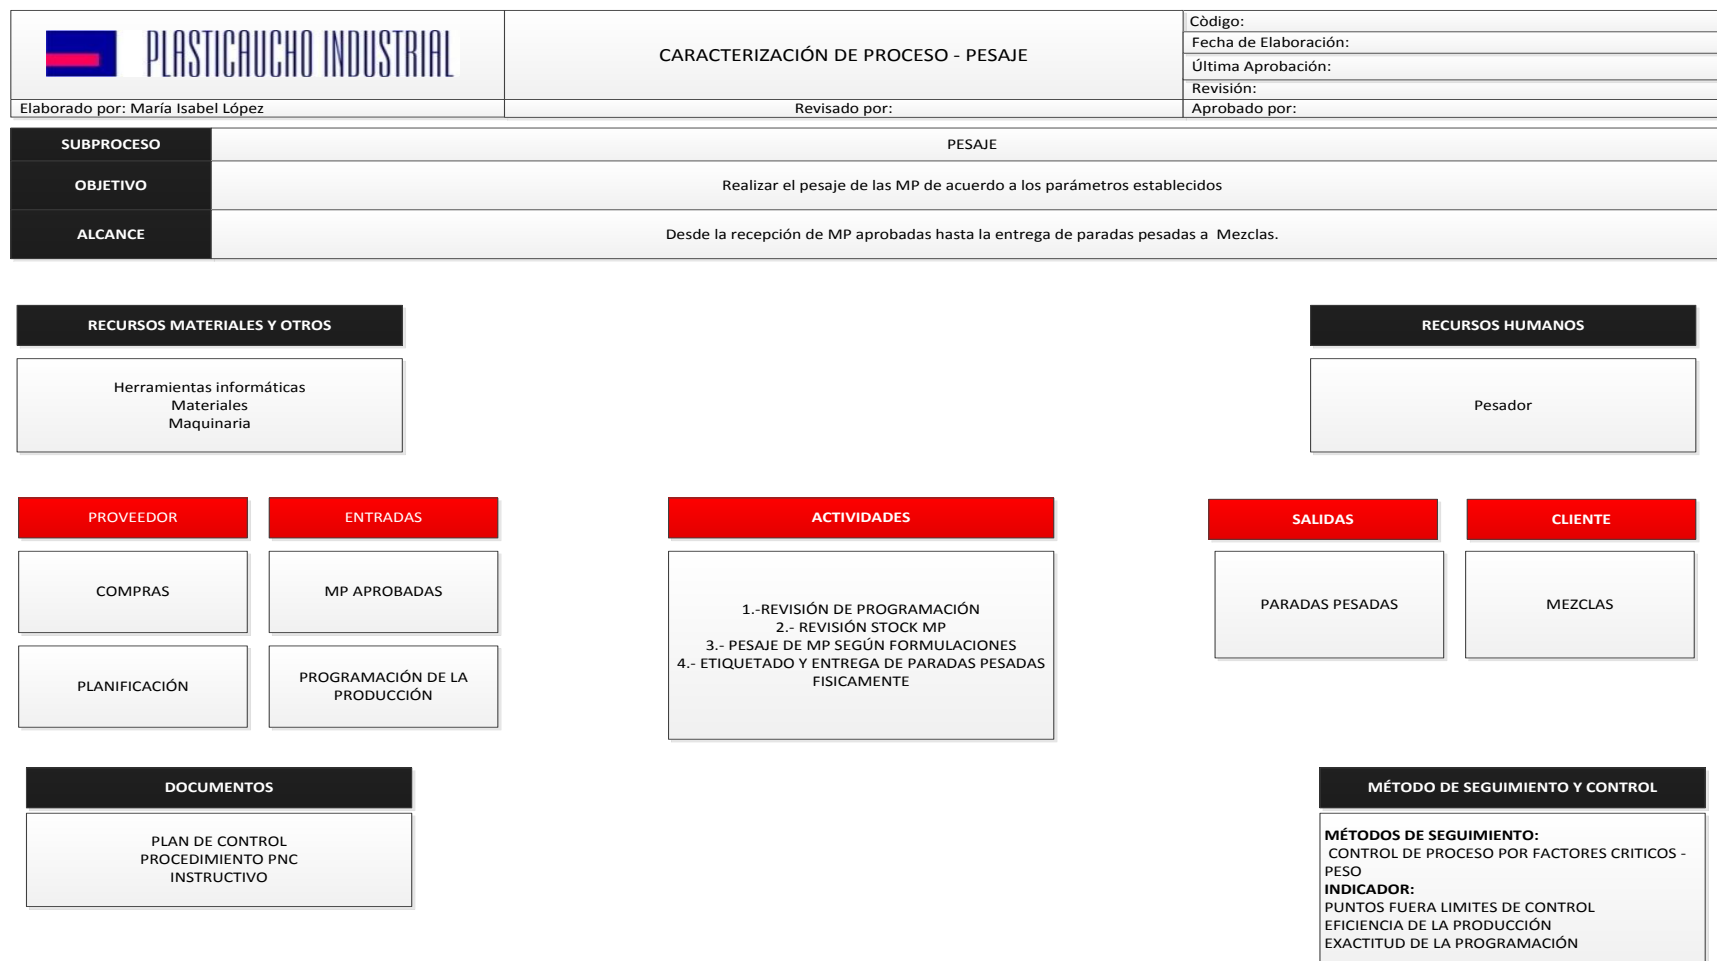 PLASTICAUCHO INDUSTRIAL
CARACTERIZACIÓN DE PROCESO - PESAJE
Còdigo:
Fecha de Elaboración:
Última Aprobación:
Revisión:
Elaborado por: María Isabel López
Revisado por:
Aprobado por:
SUBPROCESO
PESAJE
OBJETIVO
Realizar el pesaje de las MP de acuerdo a los parámetros establecidos
ALCANCE
Desde la recepción de MP aprobadas hasta la entrega de paradas pesadas a Mezclas.
RECURSOS MATERIALES Y OTROS
Herramientas informáticas
Materiales
Maquinaria
RECURSOS HUMANOS
Pesador
PROVEEDOR
ENTRADAS
ACTIVIDADES
SALIDAS
CLIENTE
COMPRAS
MP APROBADAS
PLANIFICACIÓN
PROGRAMACIÓN DE LA
PRODUCCIÓN
1.-REVISIÓN DE PROGRAMACIÓN
2.- REVISIÓN STOCK MP
3.- PESAJE DE MP SEGÚN FORMULACIONES
4.- ETIQUETADO Y ENTREGA DE PARADAS PESADAS
FISICAMENTE
PARADAS PESADAS
MEZCLAS
DOCUMENTOS
PLAN DE CONTROL
PROCEDIMIENTO PNC
INSTRUCTIVO
MÉTODO DE SEGUIMIENTO Y CONTROL
MÉTODOS DE SEGUIMIENTO:
CONTROL DE PROCESO POR FACTORES CRITICOS -
PESO
INDICADOR:
PUNTOS FUERA LIMITES DE CONTROL
EFICIENCIA DE LA PRODUCCIÓN
EXACTITUD DE LA PROGRAMACIÓN